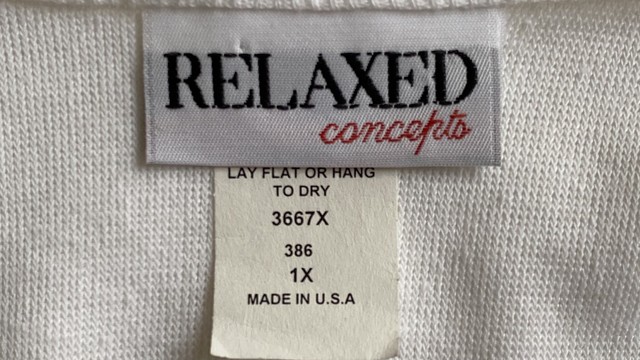 RELAXED
concepts
LAY FLAT OR HANG
TO DRY
3667X
386
1X
MADE IN U.S.A